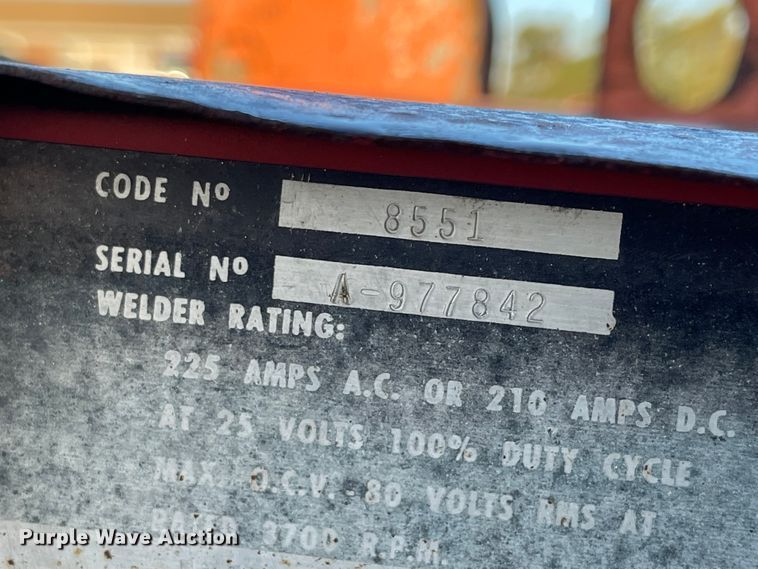 CODE Nº 8551
SERIAL Nº A-977842
WELDER RATING:
225 AMPS A.C. OR 210 AMPS D.C.
AT 25 VOLTS 100% DUTY CYCLE
MAX. O.C.V. - 80 VOLTS RMS AT
RATED 3700 R.P.M.
Purple Wave Auction